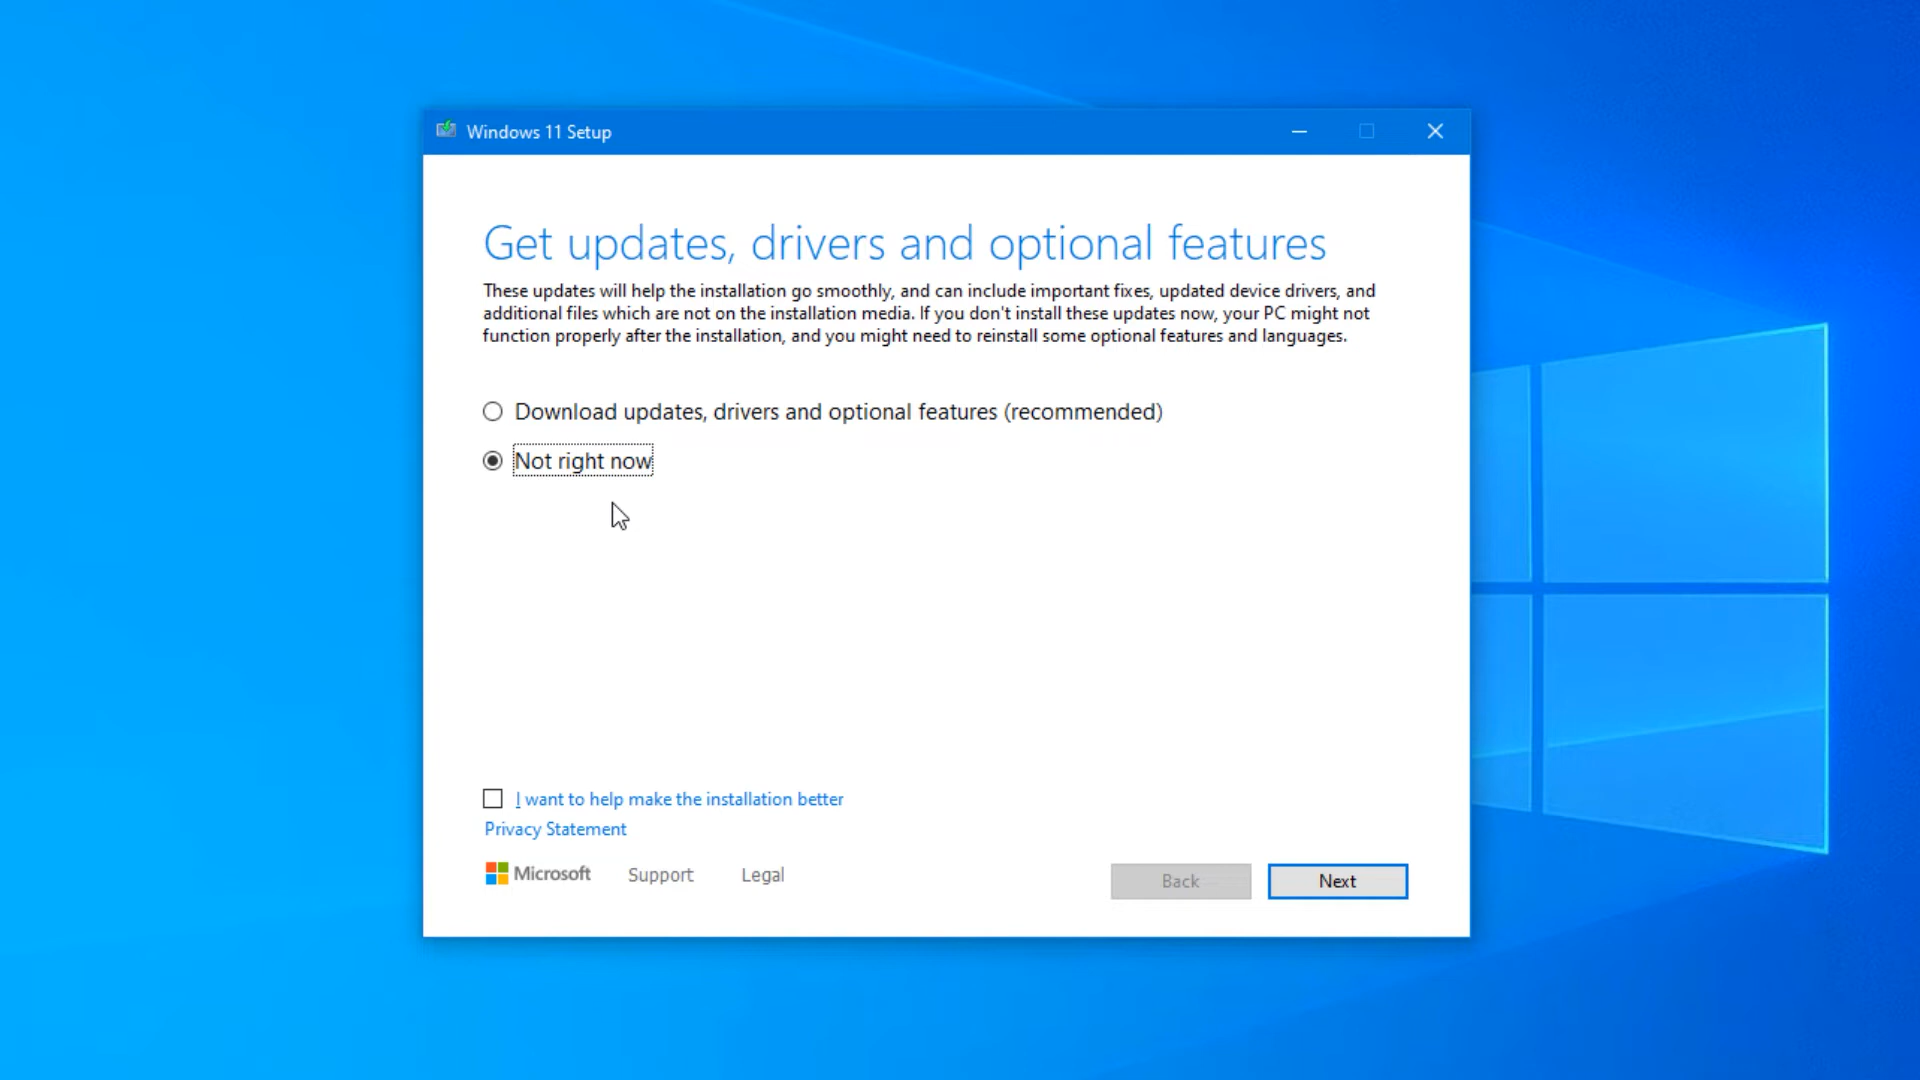 Windows 11 Setup
Get updates, drivers and optional features
These updates will help the installation go smoothly, and can include important fixes, updated device drivers, and
additional files which are not on the installation media. If you don't install these updates now, your PC might not
function properly after the installation, and you might need to reinstall some optional features and languages.
Download updates, drivers and optional features (recommended)
Not right now
I want to help make the installation better
Privacy Statement
Microsoft Support Legal
Back Next